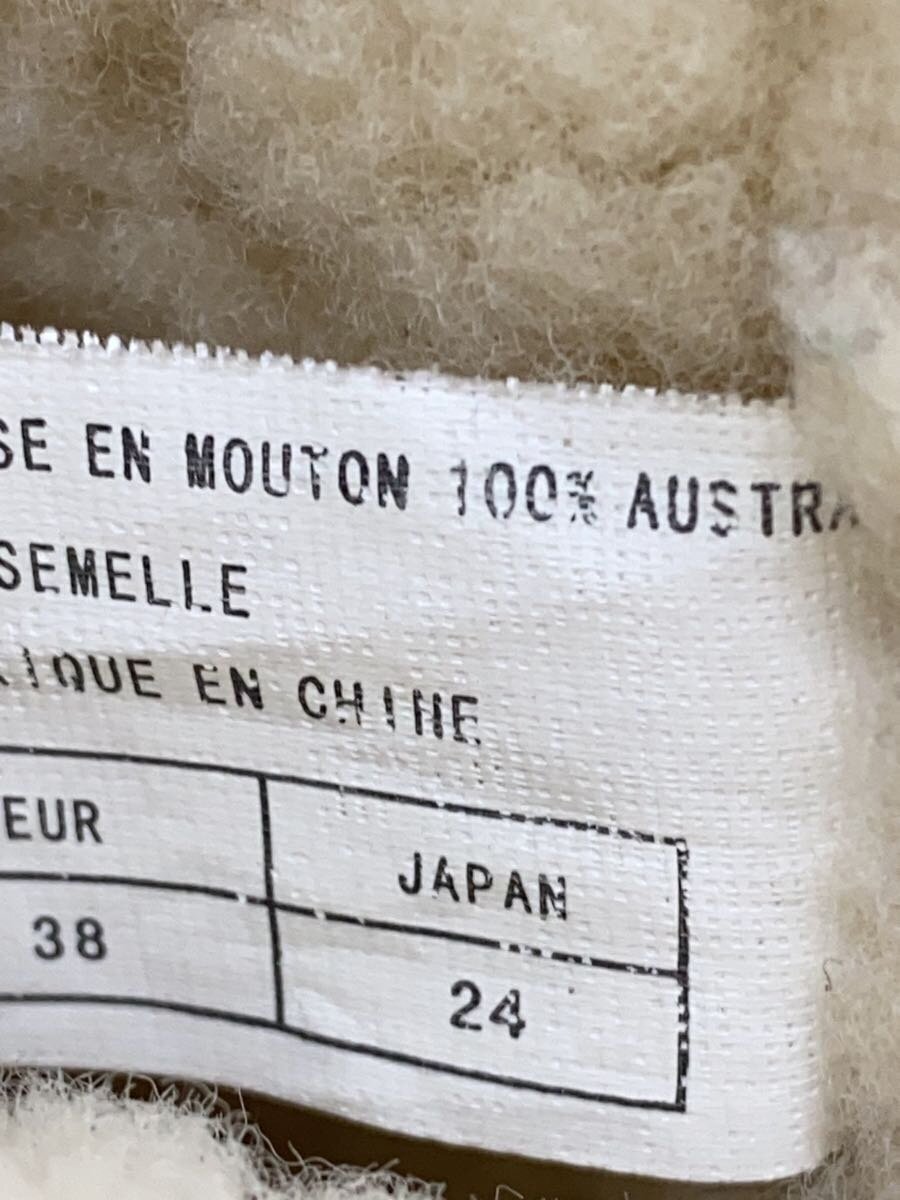 SE EN MOUTON 100% AUSTRA
SEMELLE
IQUE EN CHINE
EUR JAPAN
38 24